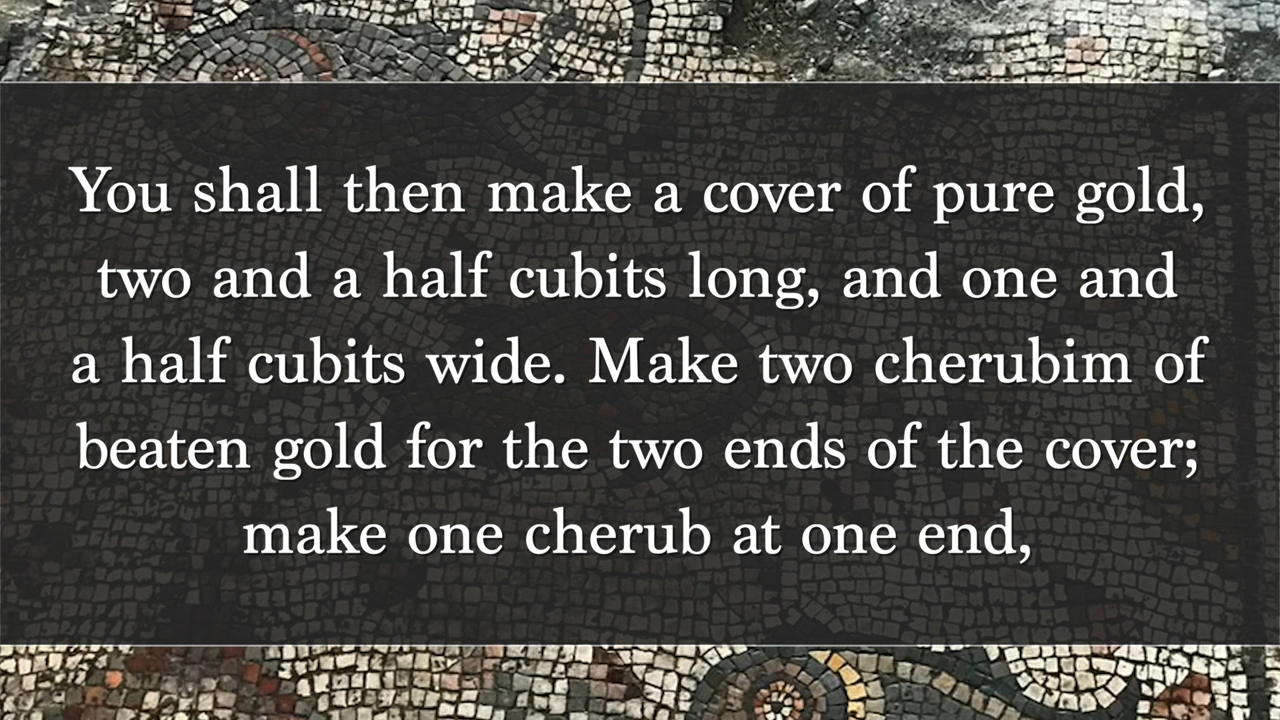 You shall then make a cover of pure gold,
two and a half cubits long, and one and
a half cubits wide. Make two cherubim of
beaten gold for the two ends of the cover;
make one cherub at one end,